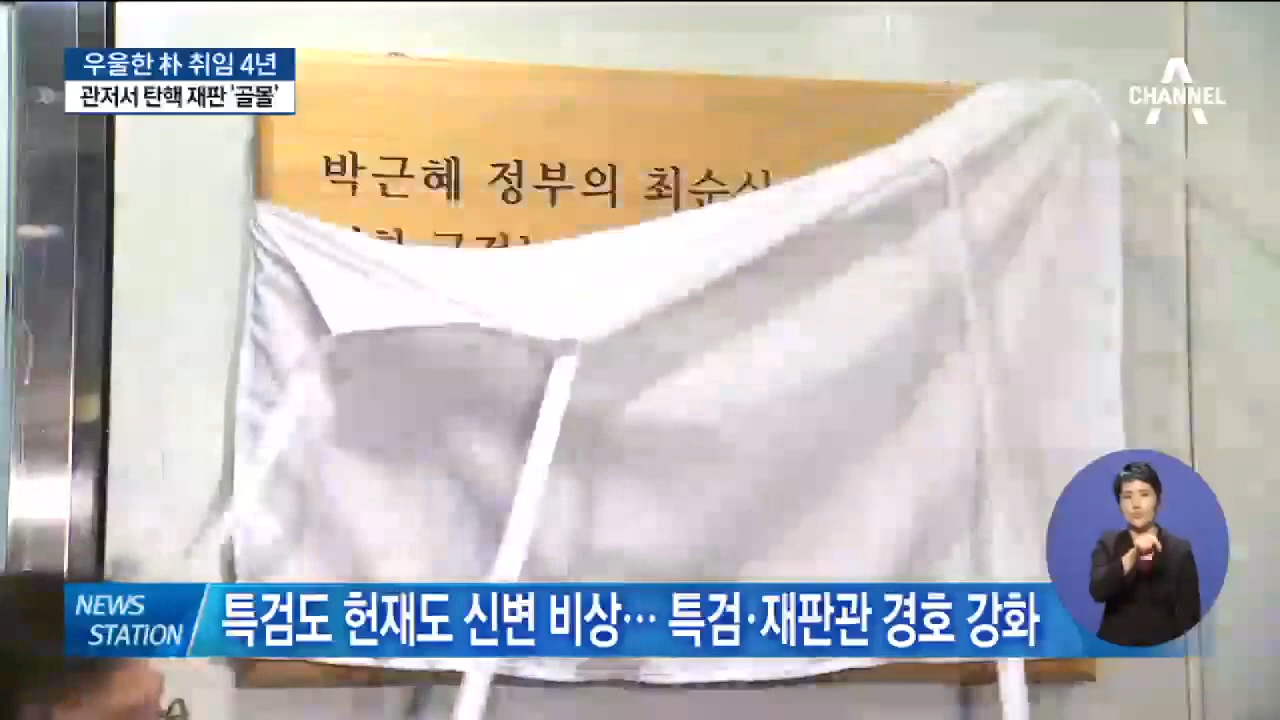 우울한 朴 취임 4년
관저서 탄핵 재판 '골몰'
CHANNEL A
박근혜 정부의 최순실
NEWS STATION
특검도 헌재도 신변 비상… 특검·재판관 경호 강화